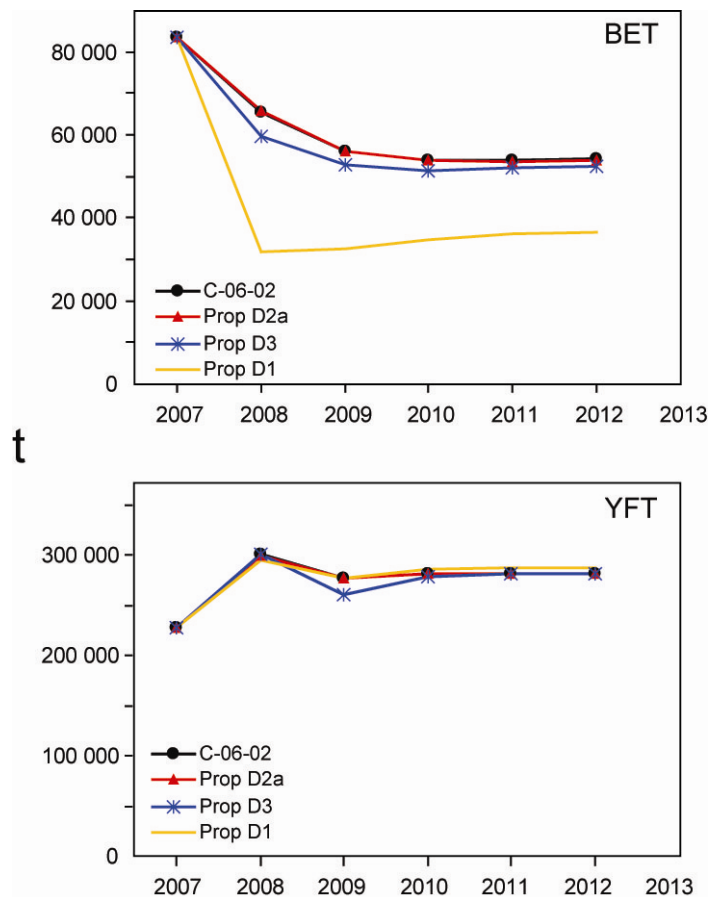 BET
80 000
60 000
40 000
20 000
0
C-06-02
Prop D2a
Prop D3
Prop D1
2007 2008 2009 2010 2011 2012 2013
t
YFT
300 000
200 000
100 000
0
C-06-02
Prop D2a
Prop D3
Prop D1
2007 2008 2009 2010 2011 2012 2013